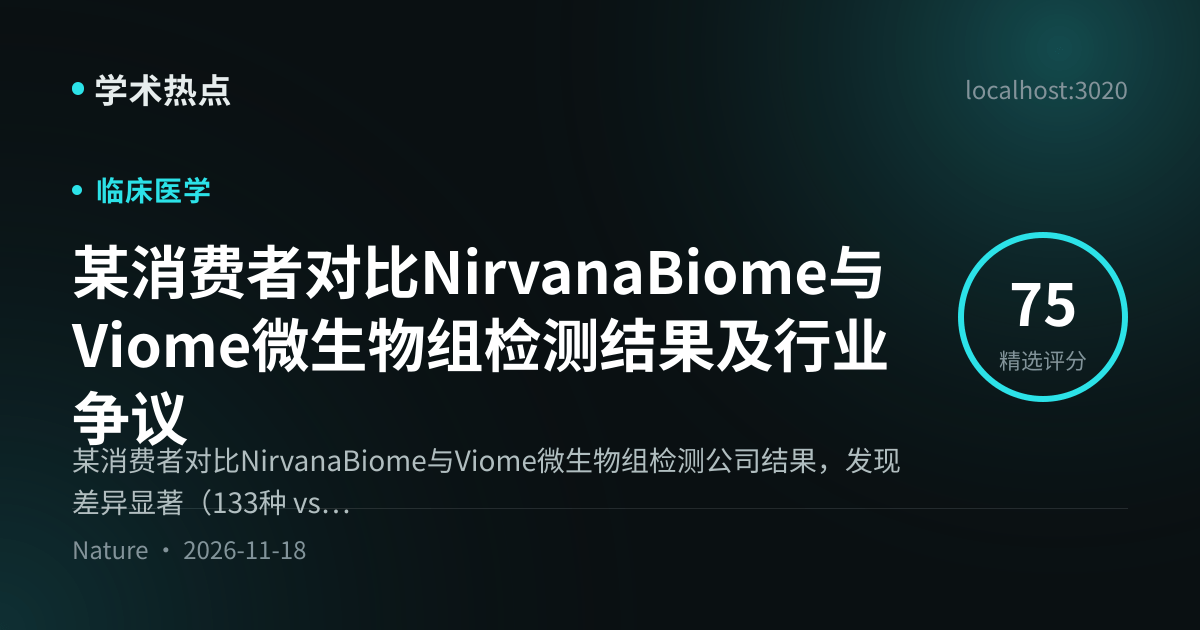 学术热点
localhost:3020
临床医学
某消费者对比NirvanaBiome与
Viome微生物组检测结果及行业
争议
75
精选评分
某消费者对比NirvanaBiome与Viome微生物组检测公司结果，发现
差异显著（133种 vs…
Nature · 2026-11-18